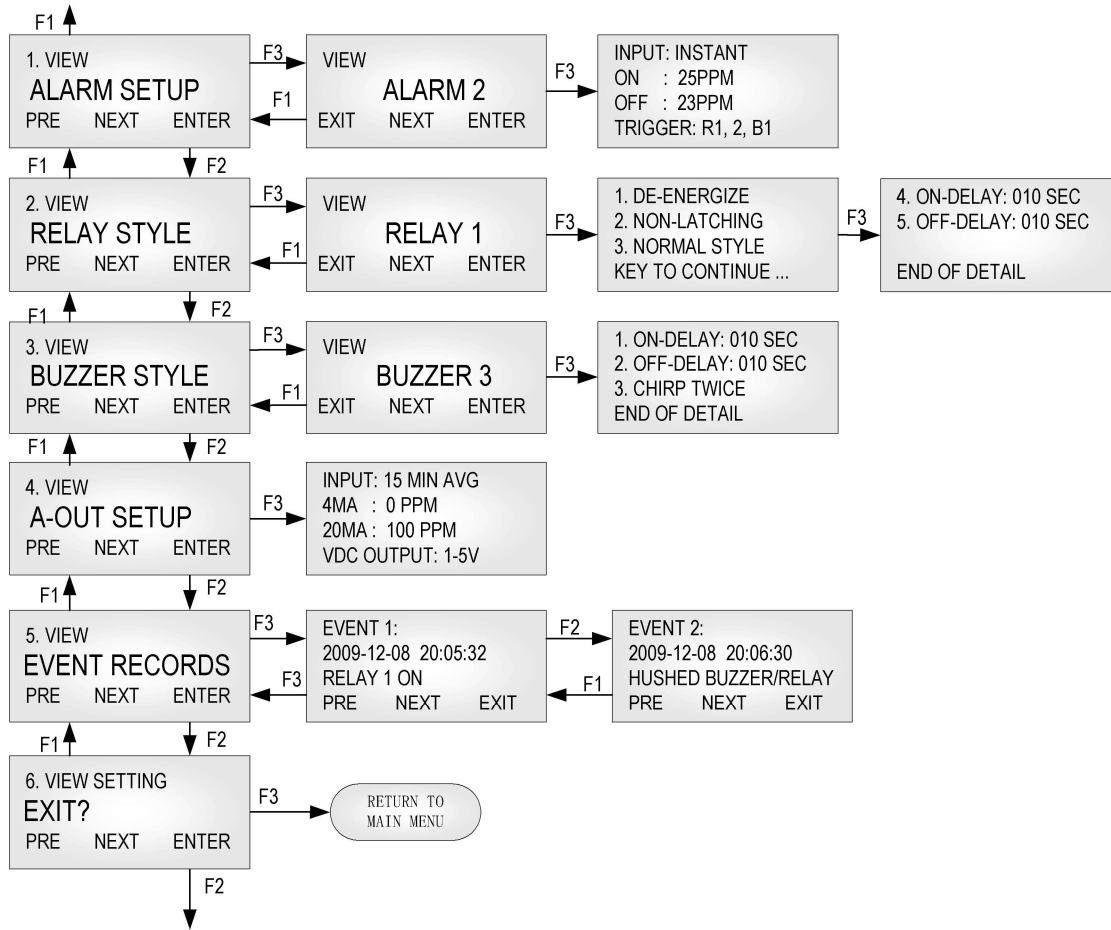 F1
1. VIEW
ALARM SETUP
PRE NEXT ENTER
F3
F1
VIEW
ALARM 2
EXIT NEXT ENTER
F3
INPUT: INSTANT
ON : 25PPM
OFF : 23PPM
TRIGGER: R1, 2, B1
F1
F2
2. VIEW
RELAY STYLE
PRE NEXT ENTER
F3
F1
VIEW
RELAY 1
EXIT NEXT ENTER
F3
1. DE-ENERGIZE
2. NON-LATCHING
3. NORMAL STYLE
KEY TO CONTINUE ...
F3
4. ON-DELAY: 010 SEC
5. OFF-DELAY: 010 SEC
END OF DETAIL
F1
F2
3. VIEW
BUZZER STYLE
PRE NEXT ENTER
F3
F1
VIEW
BUZZER 3
EXIT NEXT ENTER
F3
1. ON-DELAY: 010 SEC
2. OFF-DELAY: 010 SEC
3. CHIRP TWICE
END OF DETAIL
F1
F2
4. VIEW
A-OUT SETUP
PRE NEXT ENTER
F3
INPUT: 15 MIN AVG
4MA : 0 PPM
20MA : 100 PPM
VDC OUTPUT: 1-5V
F1
F2
5. VIEW
EVENT RECORDS
PRE NEXT ENTER
F3
F3
EVENT 1:
2009-12-08 20:05:32
RELAY 1 ON
PRE NEXT EXIT
F2
F1
EVENT 2:
2009-12-08 20:06:30
HUSHED BUZZER/RELAY
PRE NEXT EXIT
F1
F2
6. VIEW SETTING
EXIT?
PRE NEXT ENTER
F3
RETURN TO
MAIN MENU
F2